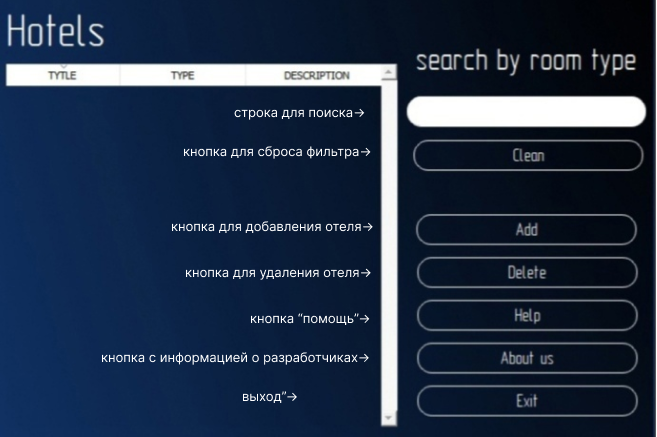 Hotels
search by room type
TYTLE TYPE DESCRIPTION
строка для поиска→
кнопка для сброса фильтра→
Clean
кнопка для добавления отеля→
Add
кнопка для удаления отеля→
Delete
кнопка “помощь”→
Help
кнопка с информацией о разработчиках→
About us
выход”→
Exit